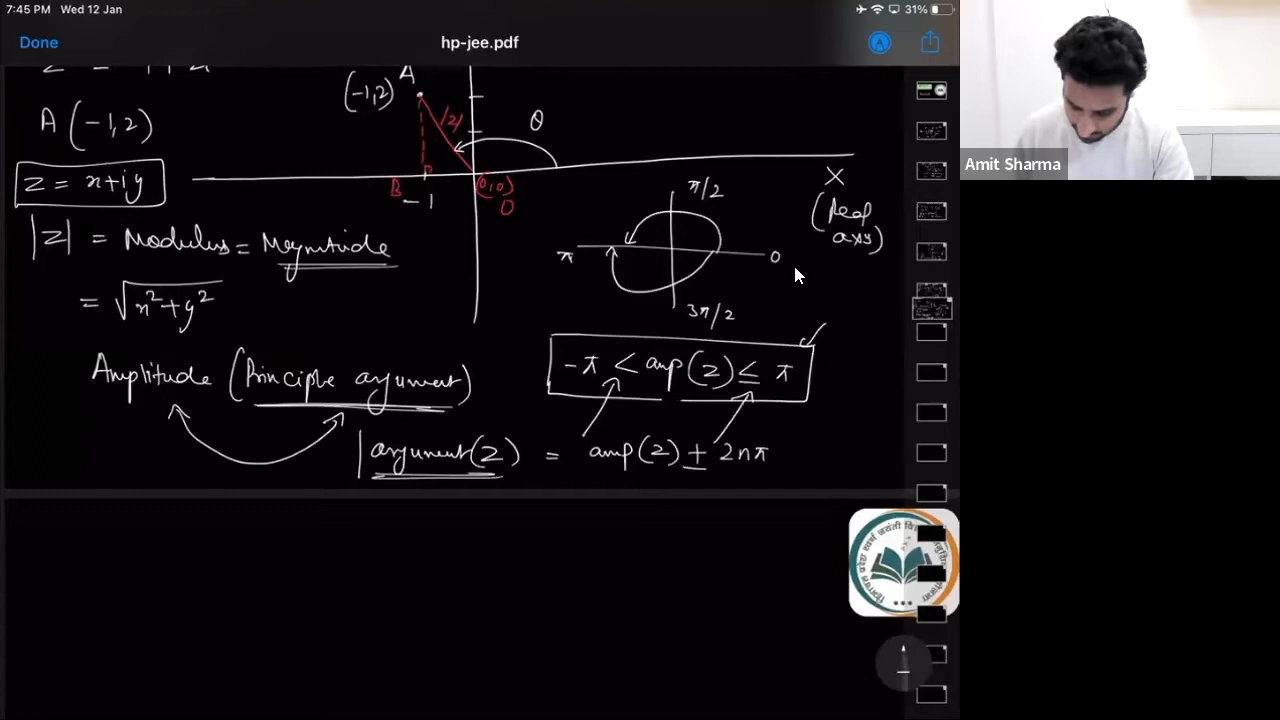 7:45 PM Wed 12 Jan
31%
Done
hp-jee.pdf
A
(-1,2)
A (-1,2)
|z|
θ
z = x+iy
B
-1
(0,0)
O
X
(Real axis)
|z| = Modulus = Magnitude
= √x²+y²
π/2
π
0
3π/2
Amplitude (Principle argument)
-π < amp(z) ≤ π
argument(z) = amp(z) ± 2nπ
Amit Sharma